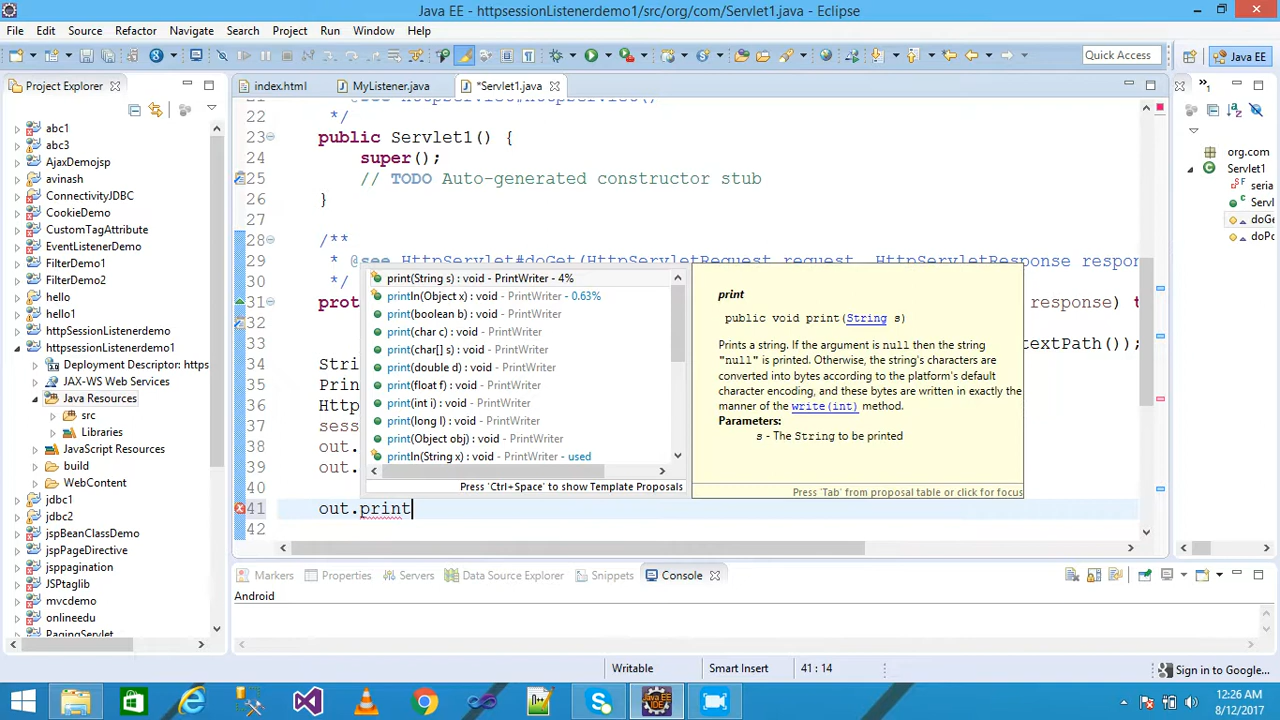 Java EE - httpsessionListenerdemo1/src/org/com/Servlet1.java - Eclipse
File Edit Source Refactor Navigate Search Project Run Window Help
Quick Access
Java EE
Project Explorer
index.html
MyListener.java
*Servlet1.java
abc1
abc3
AjaxDemojsp
avinash
ConnectivityJDBC
CookieDemo
CustomTagAttribute
EventListenerDemo
FilterDemo1
FilterDemo2
hello
hello1
httpSessionListenerdemo
httpsessionListenerdemo1
Deployment Descriptor: https
JAX-WS Web Services
Java Resources
src
Libraries
JavaScript Resources
build
WebContent
jdbc1
jdbc2
jspBeanClassDemo
jspPageDirective
jsppagination
JSPtaglib
mvcdemo
onlineedu
PagingServlet
22 */
23 public Servlet1() {
24 super();
25 // TODO Auto-generated constructor stub
26 }
27
28 /**
29 * @see HttpServlet#doGet(HttpServletRequest request, HttpServletResponse respon
30 */
31 prot response) t
32 textPath());
33
34 Stri
35 Prin
36 Http
37 sess
38 out.
39 out.
40
41 out.print
42
print(String s) : void - PrintWriter - 4%
println(Object x) : void - PrintWriter - 0.63%
print(boolean b) : void - PrintWriter
print(char c) : void - PrintWriter
print(char[] s) : void - PrintWriter
print(double d) : void - PrintWriter
print(float f) : void - PrintWriter
print(int i) : void - PrintWriter
print(long l) : void - PrintWriter
print(Object obj) : void - PrintWriter
println(String x) : void - PrintWriter - used
Press 'Ctrl+Space' to show Template Proposals
print
public void print(String s)
Prints a string. If the argument is null then the string
"null" is printed. Otherwise, the string's characters are
converted into bytes according to the platform's default
character encoding, and these bytes are written in exactly the
manner of the write(int) method.
Parameters:
s - The String to be printed
Press 'Tab' from proposal table or click for focus
org.com
Servlet1
seria
Servl
doGe
doPo
Markers
Properties
Servers
Data Source Explorer
Snippets
Console
Android
Writable
Smart Insert
41 : 14
Sign in to Google...
12:26 AM
8/12/2017